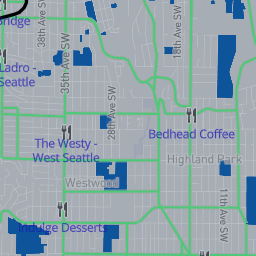 38th Ave SW
18th Ave SW
35th Ave SW
Ladro -
Seattle
28th Ave SW
Bedhead Coffee
The Westy -
West Seattle
Highland Park
Westwood
11th Ave SW
Indulge Desserts